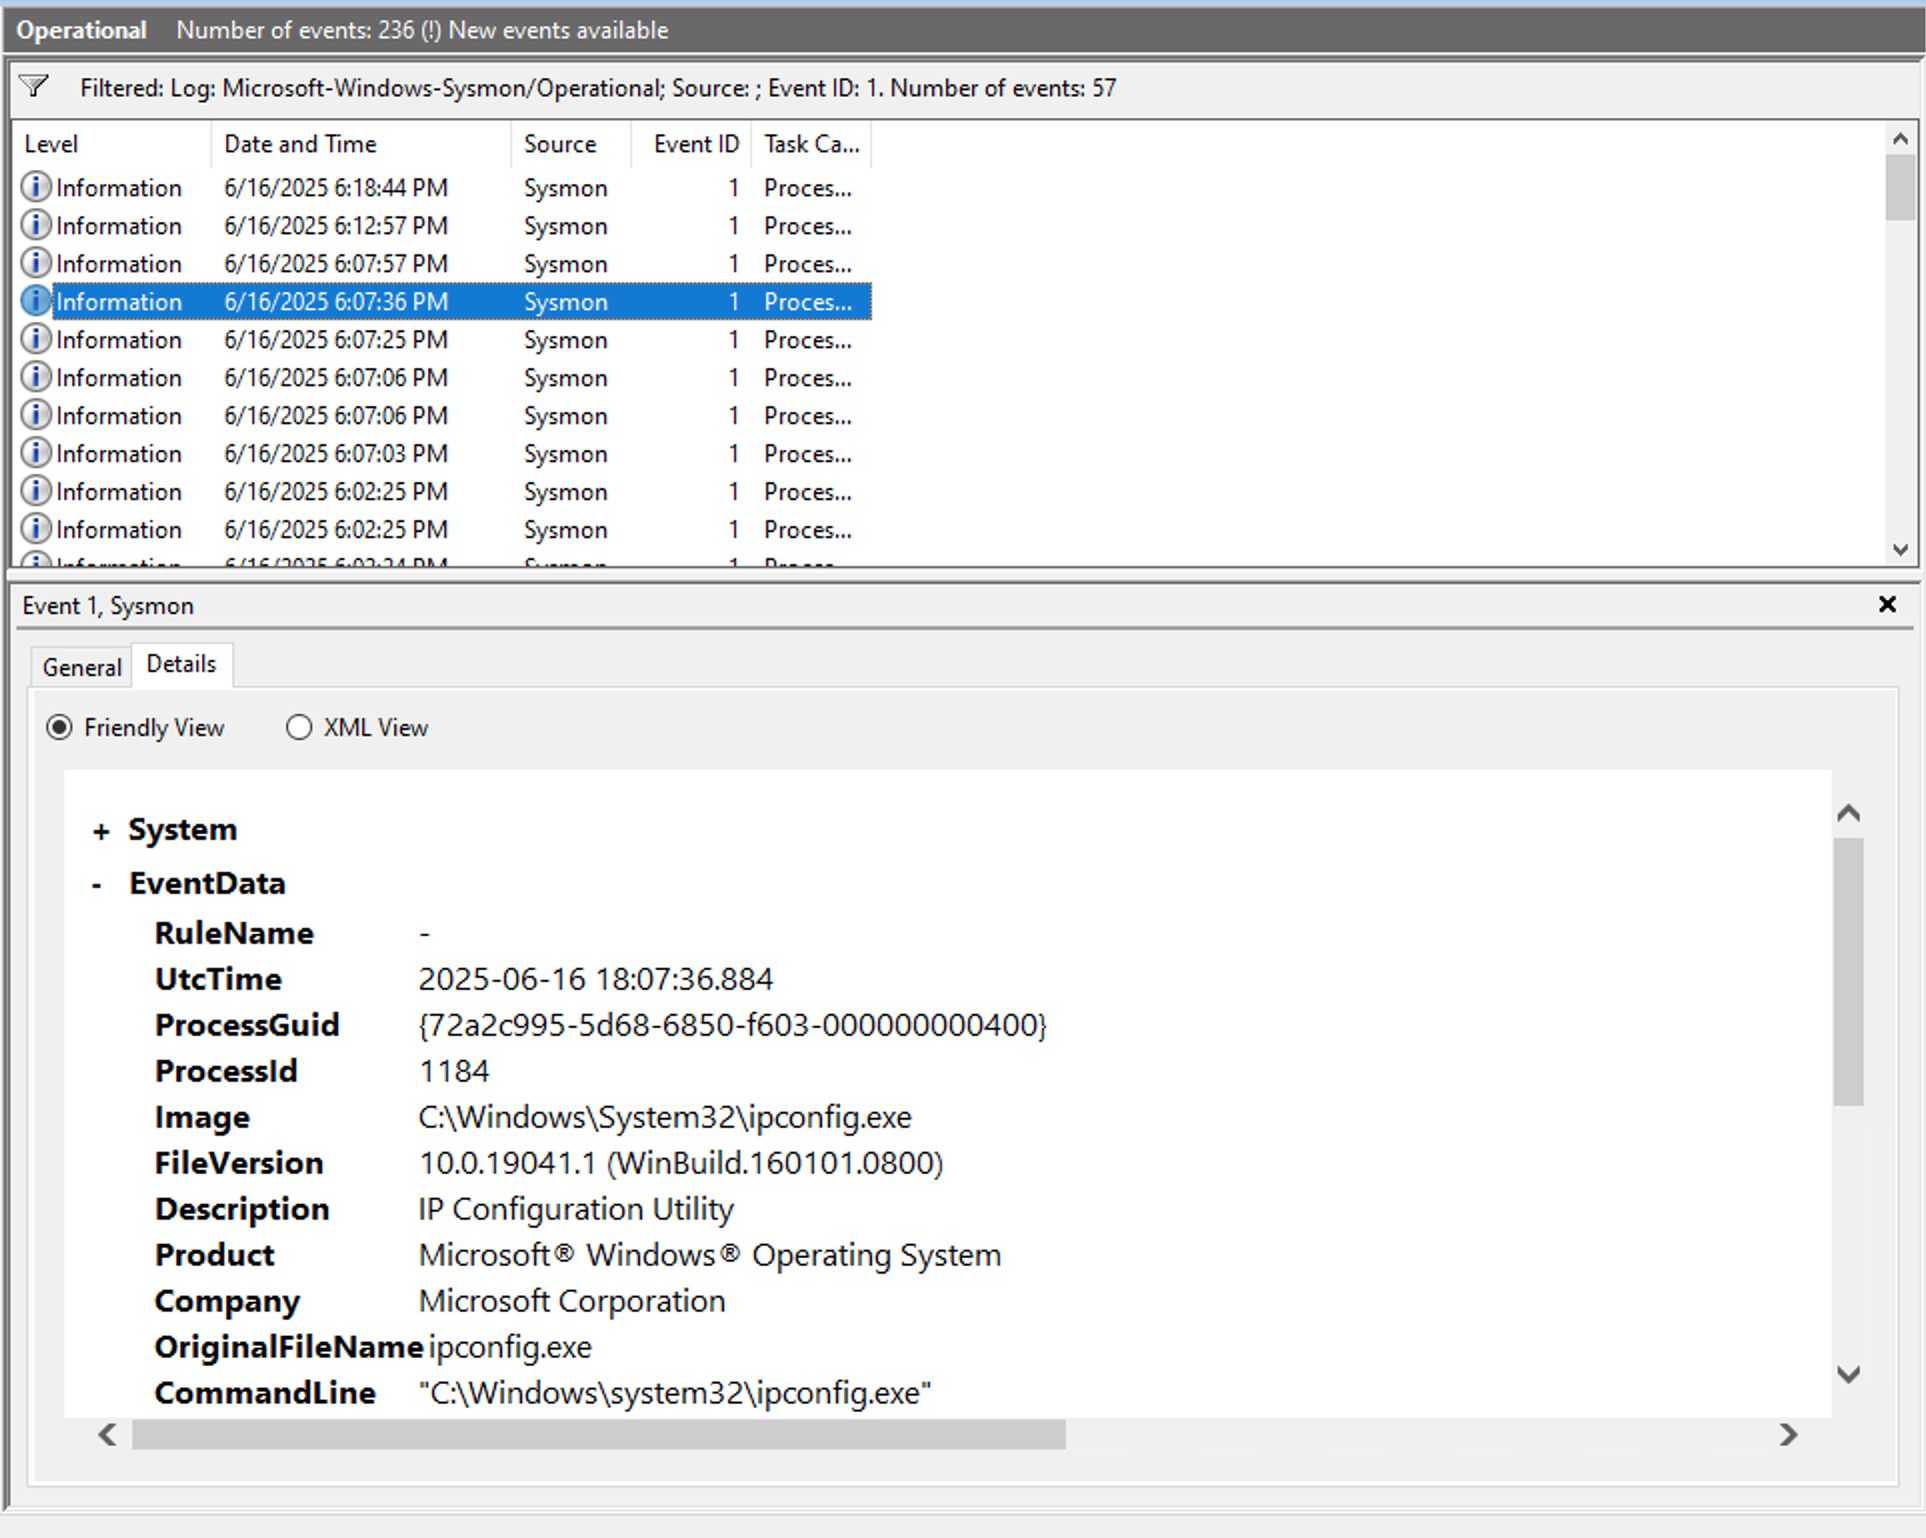 Operational Number of events: 236 (!) New events available
Filtered: Log: Microsoft-Windows-Sysmon/Operational; Source: ; Event ID: 1. Number of events: 57
Level Date and Time Source Event ID Task Ca...
Information 6/16/2025 6:18:44 PM Sysmon 1 Proces...
Information 6/16/2025 6:12:57 PM Sysmon 1 Proces...
Information 6/16/2025 6:07:57 PM Sysmon 1 Proces...
Information 6/16/2025 6:07:36 PM Sysmon 1 Proces...
Information 6/16/2025 6:07:25 PM Sysmon 1 Proces...
Information 6/16/2025 6:07:06 PM Sysmon 1 Proces...
Information 6/16/2025 6:07:06 PM Sysmon 1 Proces...
Information 6/16/2025 6:07:03 PM Sysmon 1 Proces...
Information 6/16/2025 6:02:25 PM Sysmon 1 Proces...
Information 6/16/2025 6:02:25 PM Sysmon 1 Proces...
Event 1, Sysmon
General Details
Friendly View XML View
+ System
- EventData
RuleName -
UtcTime 2025-06-16 18:07:36.884
ProcessGuid {72a2c995-5d68-6850-f603-000000000400}
ProcessId 1184
Image C:\Windows\System32\ipconfig.exe
FileVersion 10.0.19041.1 (WinBuild.160101.0800)
Description IP Configuration Utility
Product Microsoft® Windows® Operating System
Company Microsoft Corporation
OriginalFileName ipconfig.exe
CommandLine "C:\Windows\system32\ipconfig.exe"